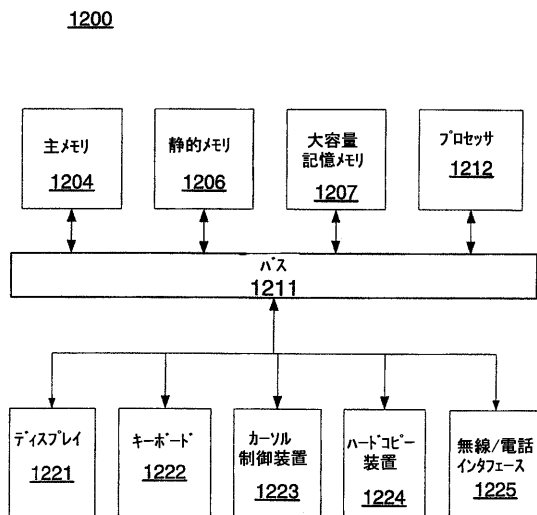 1200
主メモリ
1204
静的メモリ
1206
大容量
記憶メモリ
1207
プロセッサ
1212
バス
1211
ディスプレイ
1221
キーボード
1222
カーソル
制御装置
1223
ハードコピー
装置
1224
無線/電話
インタフェース
1225